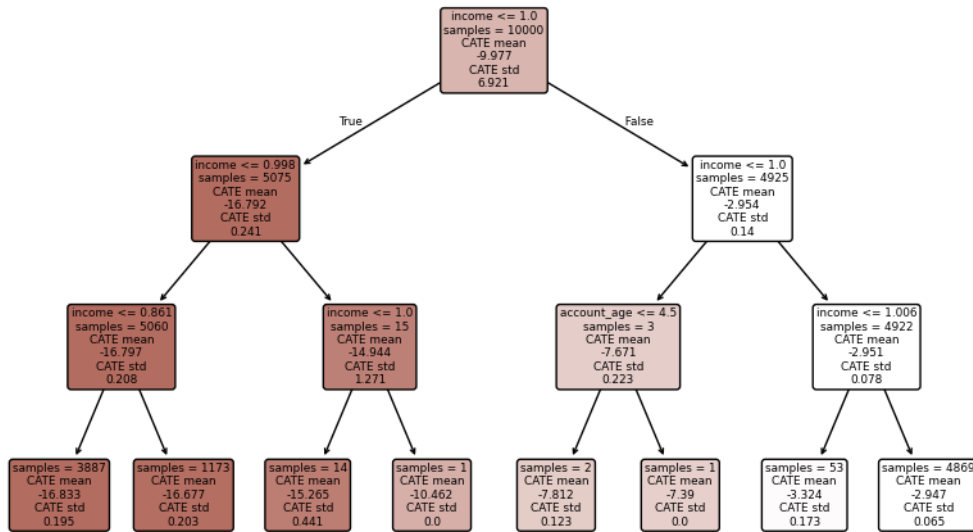 income <= 1.0
samples = 10000
CATE mean
-9.977
CATE std
6.921
True
False
income <= 0.998
samples = 5075
CATE mean
-16.792
CATE std
0.241
income <= 1.0
samples = 4925
CATE mean
-2.954
CATE std
0.14
income <= 0.861
samples = 5060
CATE mean
-16.797
CATE std
0.208
income <= 1.0
samples = 15
CATE mean
-14.944
CATE std
1.271
account_age <= 4.5
samples = 3
CATE mean
-7.671
CATE std
0.223
income <= 1.006
samples = 4922
CATE mean
-2.951
CATE std
0.078
samples = 3887
CATE mean
-16.833
CATE std
0.195
samples = 1173
CATE mean
-16.677
CATE std
0.203
samples = 14
CATE mean
-15.265
CATE std
0.441
samples = 1
CATE mean
-10.462
CATE std
0.0
samples = 2
CATE mean
-7.812
CATE std
0.123
samples = 1
CATE mean
-7.39
CATE std
0.0
samples = 53
CATE mean
-3.324
CATE std
0.173
samples = 4869
CATE mean
-2.947
CATE std
0.065